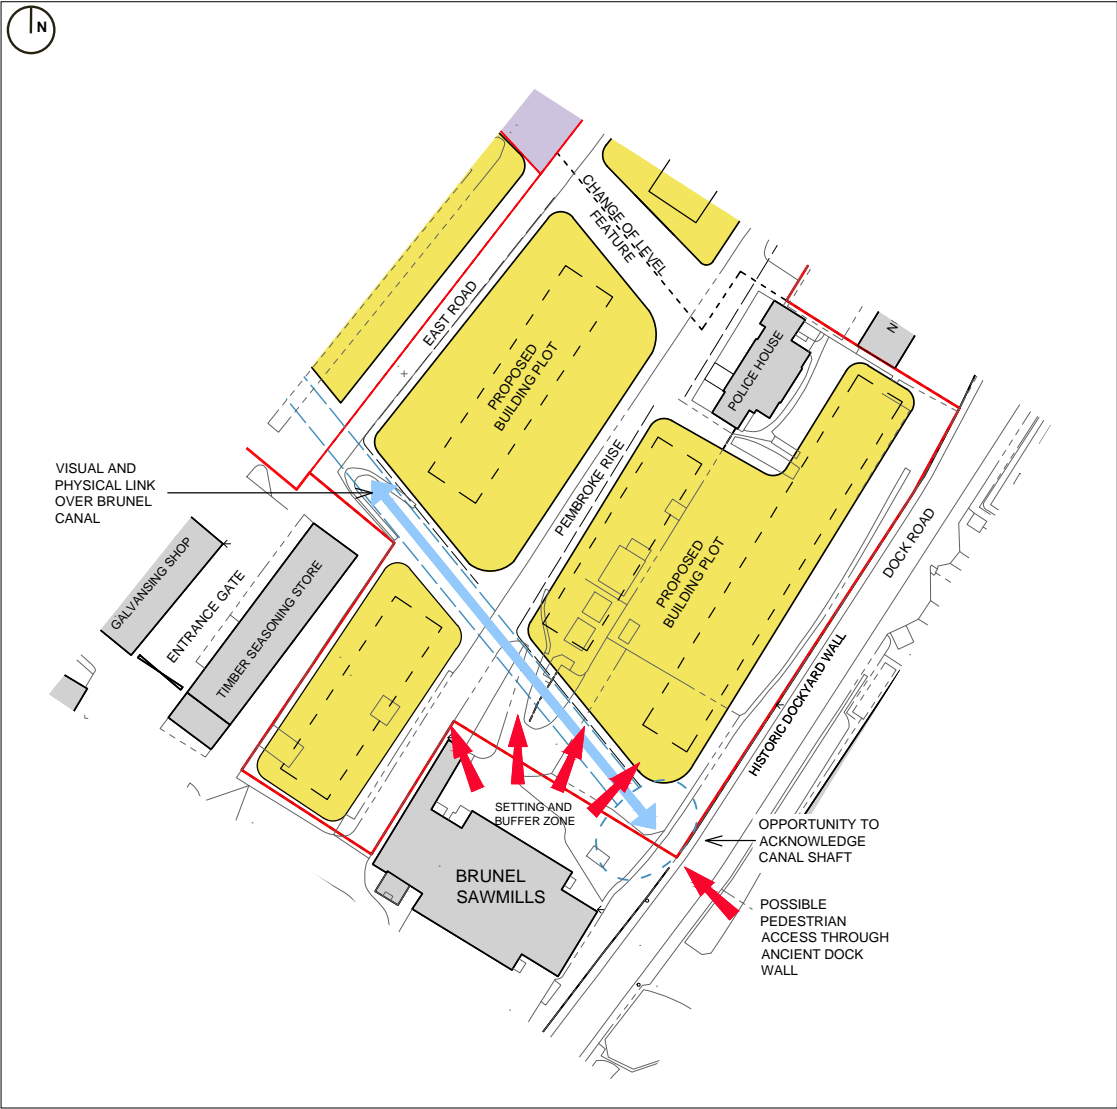 N
CHANGE OF LEVEL
FEATURE
EAST ROAD
PROPOSED
BUILDING PLOT
POLICE HOUSE
PEMBROKE RISE
VISUAL AND
PHYSICAL LINK
OVER BRUNEL
CANAL
GALVANSING SHOP
ENTRANCE GATE
TIMBER SEASONING STORE
PROPOSED
BUILDING PLOT
DOCK ROAD
HISTORIC DOCKYARD WALL
SETTING AND
BUFFER ZONE
BRUNEL
SAWMILLS
OPPORTUNITY TO
ACKNOWLEDGE
CANAL SHAFT
POSSIBLE
PEDESTRIAN
ACCESS THROUGH
ANCIENT DOCK
WALL